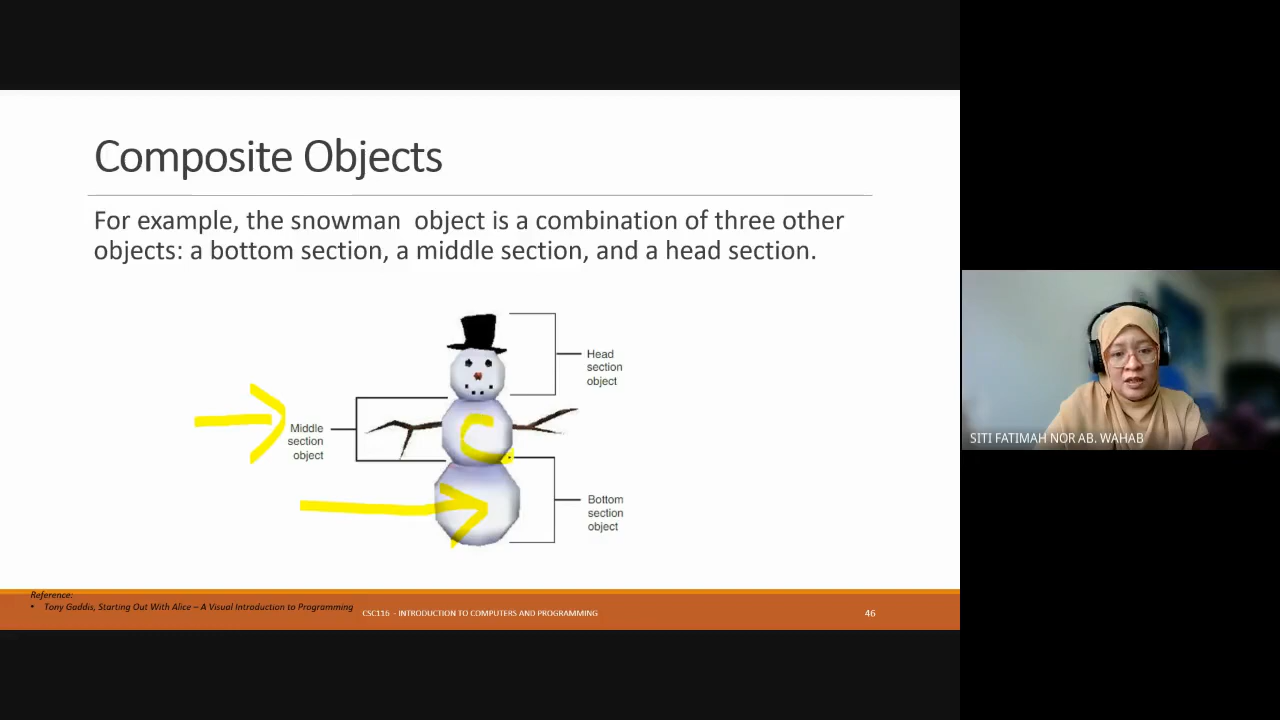 Composite Objects
For example, the snowman object is a combination of three other
objects: a bottom section, a middle section, and a head section.
Head
section
object
Middle
section
object
C
Bottom
section
object
Reference:
• Tony Gaddis, Starting Out With Alice – A Visual Introduction to Programming
CSC116 - INTRODUCTION TO COMPUTERS AND PROGRAMMING
46
SITI FATIMAH NOR AB. WAHAB